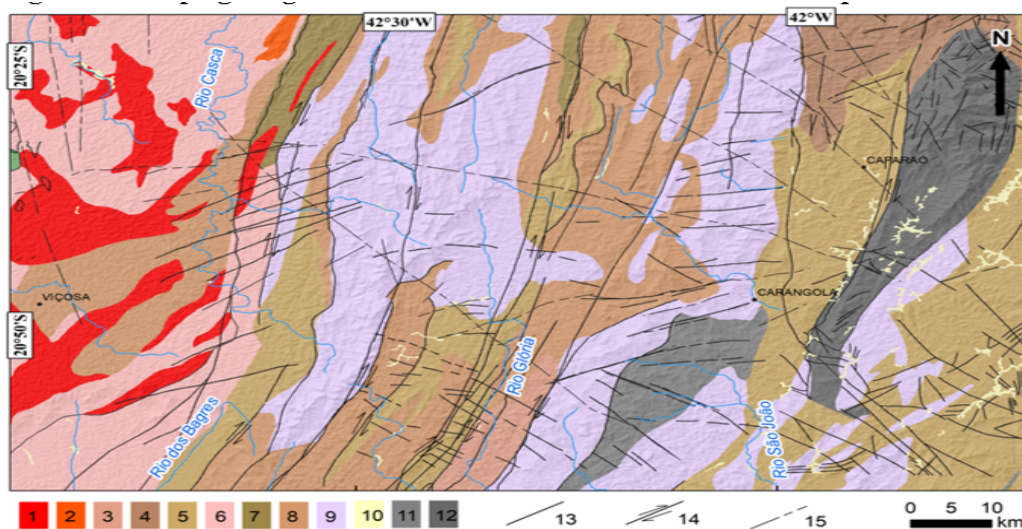 42°30'W
42°W
20°25'S
Rio Casca
N
CAPARAÓ
VIÇOSA
CARANGOLA
20°50'S
Rio Glória
Rio dos Bagres
Rio São João
1 2 3 4 5 6 7 8 9 10 11 12 13 14 15
0 5 10
km